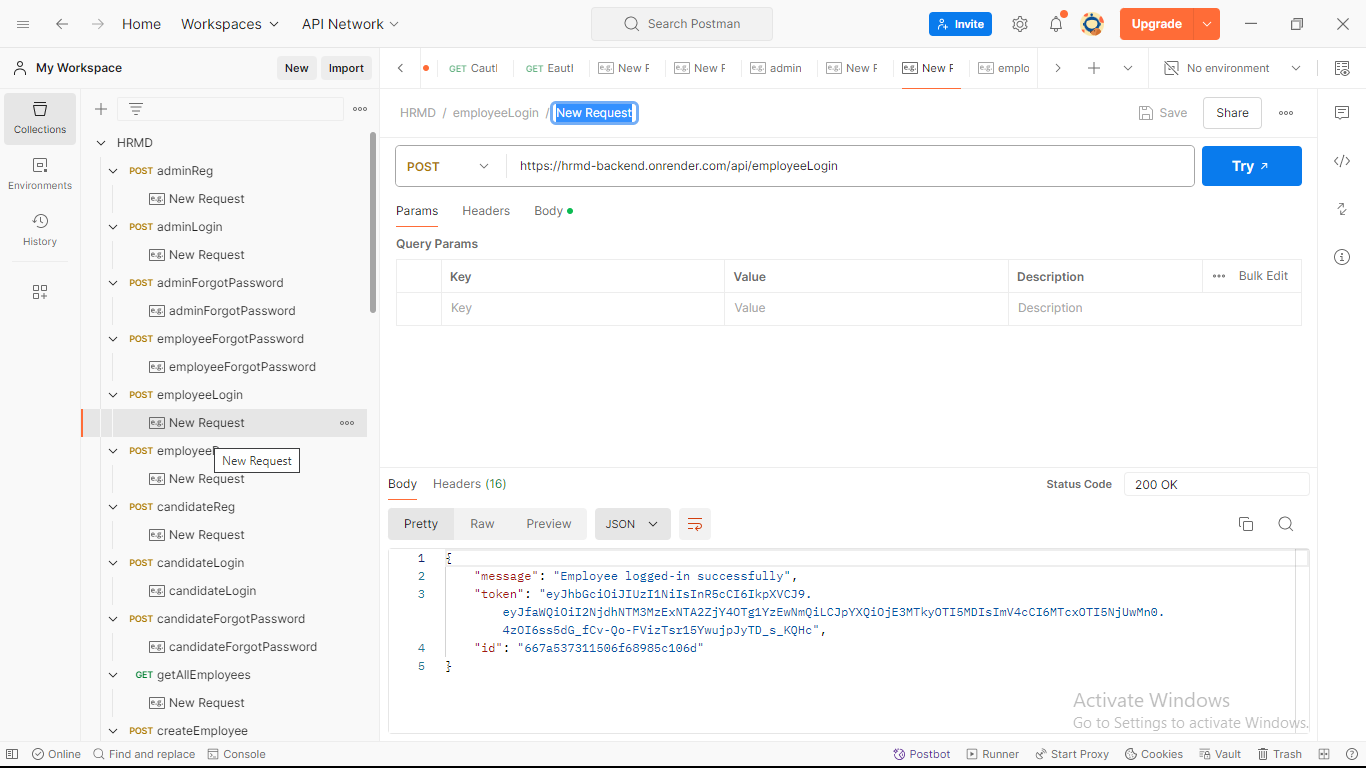 Home Workspaces API Network Search Postman Invite Upgrade
My Workspace New Import
GET Cautl GET Eautl e.g. New F e.g. New F e.g. admin e.g. New F e.g. New F e.g. emplo No environment
Collections
Environments
History
HRMD
POST adminReg
e.g. New Request
POST adminLogin
e.g. New Request
POST adminForgotPassword
e.g. adminForgotPassword
POST employeeForgotPassword
e.g. employeeForgotPassword
POST employeeLogin
e.g. New Request
POST employee
New Request
e.g. New Request
POST candidateReg
e.g. New Request
POST candidateLogin
e.g. candidateLogin
POST candidateForgotPassword
e.g. candidateForgotPassword
GET getAllEmployees
e.g. New Request
POST createEmployee
HRMD / employeeLogin / New Request Save Share
POST https://hrmd-backend.onrender.com/api/employeeLogin Try
Params Headers Body
Query Params
Key Value Description Bulk Edit
Key Value Description
Body Headers (16) Status Code 200 OK
Pretty Raw Preview JSON
1 {
2 "message": "Employee logged-in successfully",
3 "token": "eyJhbGciOiJIUzI1NiIsInR5cCI6IkpXVCJ9.
eyJfaWQiOiI2NjdhNTM3MzExNTA2ZjY4OTg1YzEwNmQiLCJpYXQiOjE3MTkyOTI5MDIsImV4cCI6MTcxOTI5NjUwMn0.
4zOI6ss5dG_fCv-Qo-FVizTsr15YwujpJyTD_s_KQHc",
4 "id": "667a537311506f68985c106d"
5 }
Activate Windows
Go to Settings to activate Windows.
Online Find and replace Console Postbot Runner Start Proxy Cookies Vault Trash